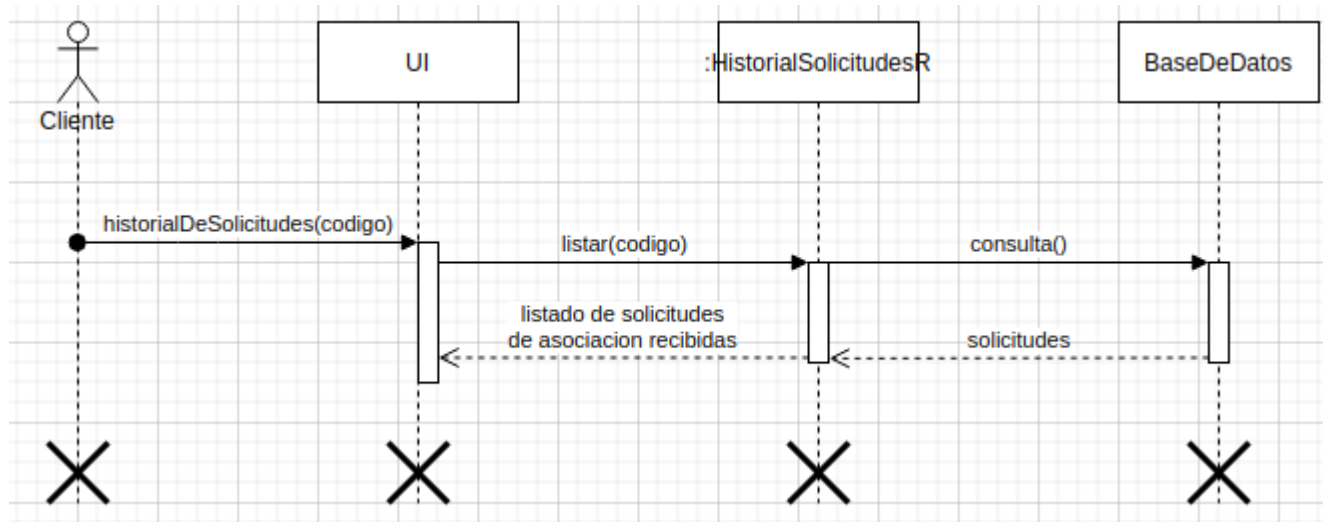 UI
:HistorialSolicitudesR
BaseDeDatos
Cliente
historialDeSolicitudes(codigo)
listar(codigo)
consulta()
listado de solicitudes
de asociacion recibidas
solicitudes